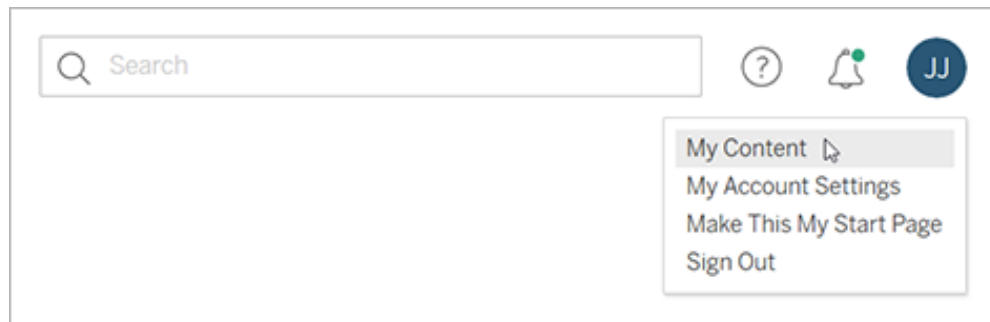 Search
?
JJ
My Content
My Account Settings
Make This My Start Page
Sign Out